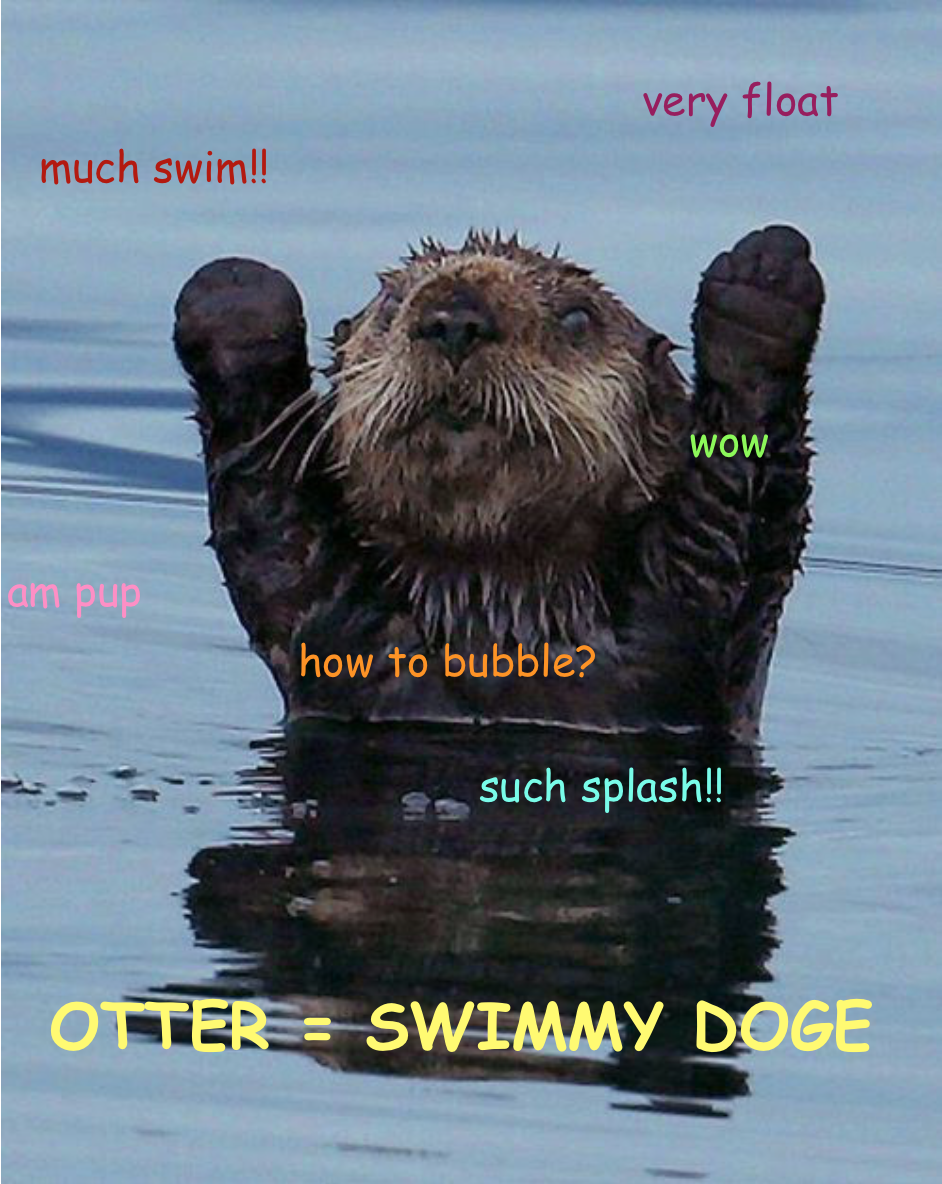 very float
much swim!!
wow
am pup
how to bubble?
such splash!!
OTTER = SWIMMY DOGE